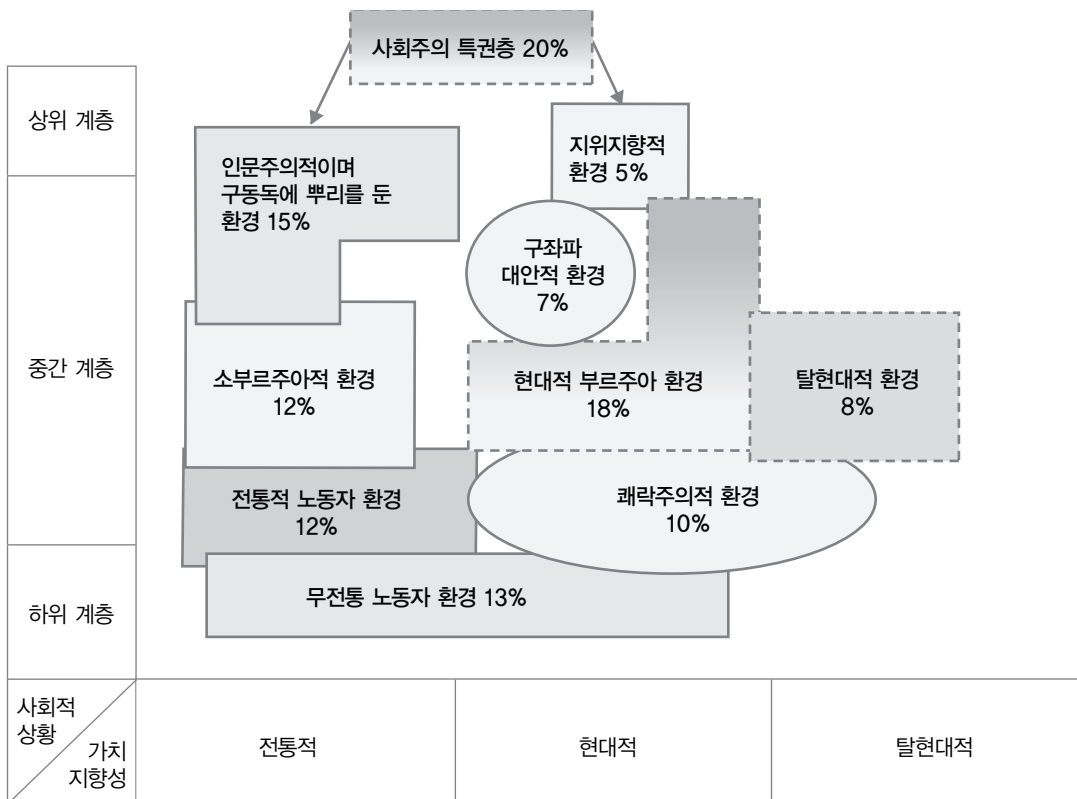 사회주의 특권층 20%
상위 계층
인문주의적이며
구동독에 뿌리를 둔
환경 15%
지위지향적
환경 5%
구좌파
대안적 환경
7%
중간 계층
소부르주아적 환경
12%
현대적 부르주아 환경
18%
탈현대적 환경
8%
전통적 노동자 환경
12%
쾌락주의적 환경
10%
하위 계층
무전통 노동자 환경 13%
사회적
상황
가치
지향성
전통적
현대적
탈현대적